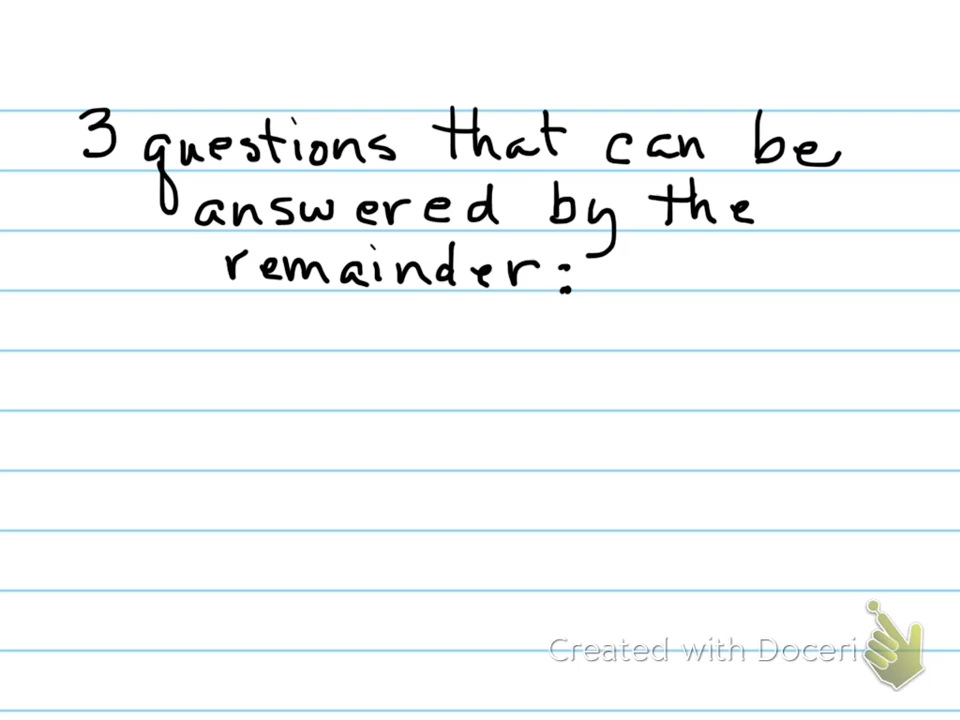 3 questions that can be
answered by the
remainder:
Created with Doceri